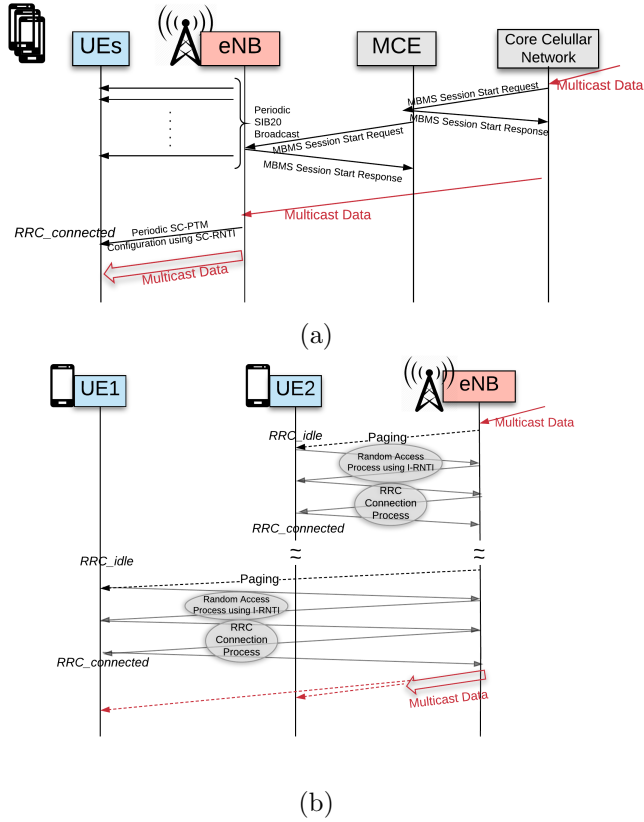 UEs
eNB
MCE
Core Celullar
Network
Multicast Data
MBMS Session Start Request
Periodic
SIB20
Broadcast
MBMS Session Start Response
MBMS Session Start Request
MBMS Session Start Response
Multicast Data
RRC_connected
Periodic SC-PTM
Configuration using SC-RNTI
Multicast Data
(a)
UE1
UE2
eNB
Multicast Data
RRC_idle
Paging
Random Access
Process using I-RNTI
RRC
Connection
Process
RRC_connected
≈
≈
RRC_idle
Paging
Random Access
Process using I-RNTI
RRC
Connection
Process
RRC_connected
Multicast Data
(b)